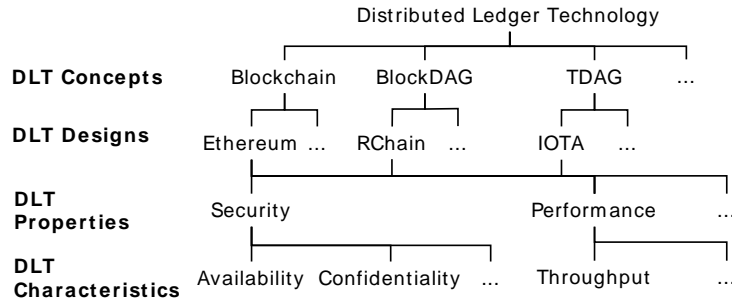 Distributed Ledger Technology
DLT Concepts Blockchain BlockDAG TDAG ...
DLT Designs Ethereum ... RChain ... IOTA ...
DLT
Properties Security Performance ...
DLT
Characteristics Availability Confidentiality ... Throughput ...